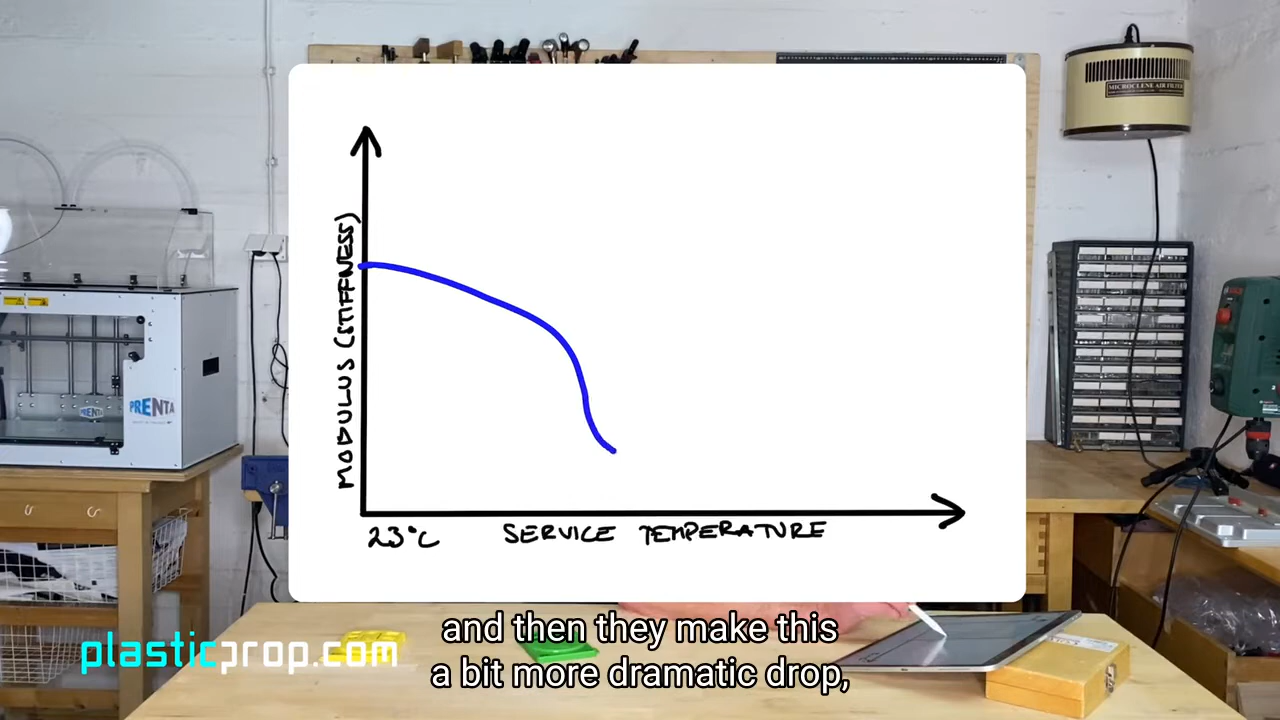 MICROCLENE AIR FILTER
MODULUS (STIFFNESS)
PRENTA
PRENTA
23°C
SERVICE TEMPERATURE
plasticprop.com
and then they make this
a bit more dramatic drop,